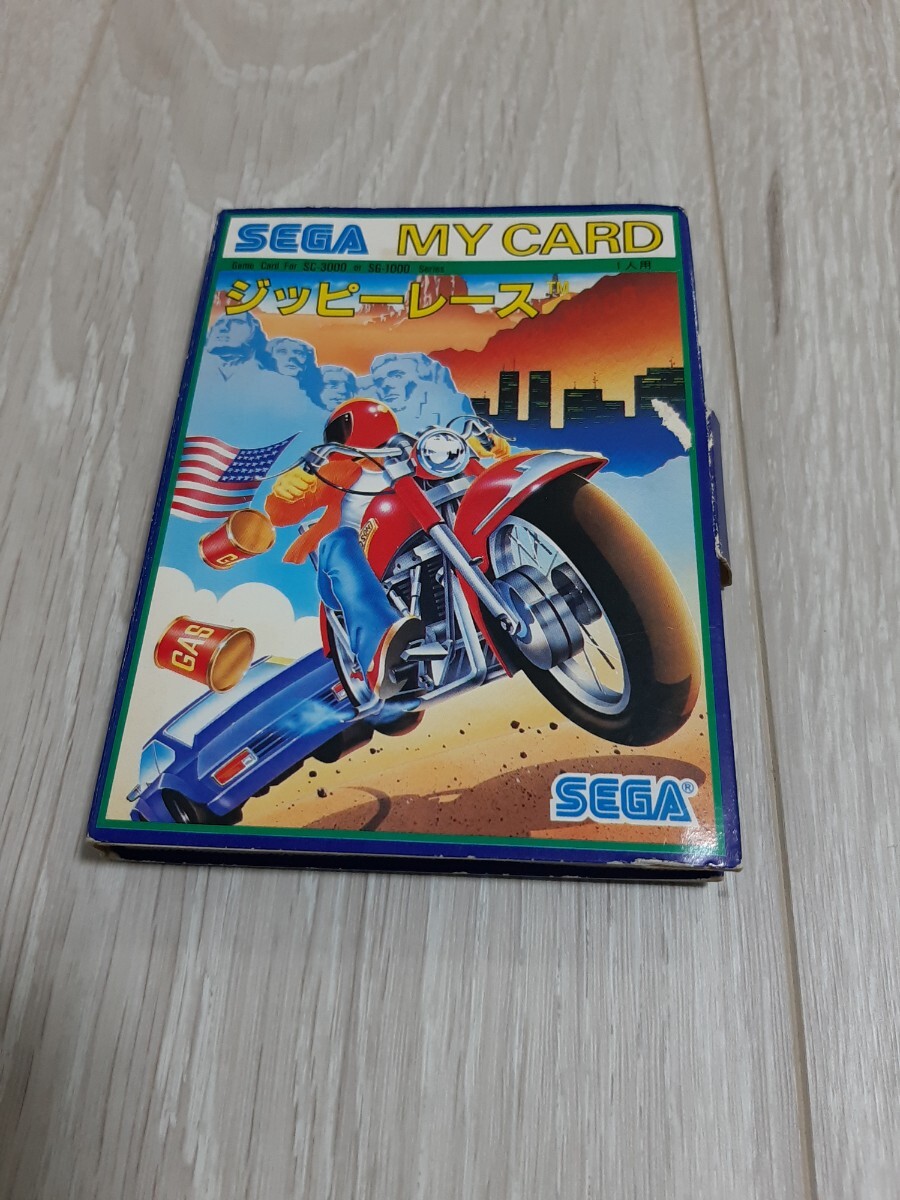 SEGA MY CARD
Game Card For SC-3000 or SG-1000 Series 1人用
ジッピーレース™
G
GAS
SEGA®